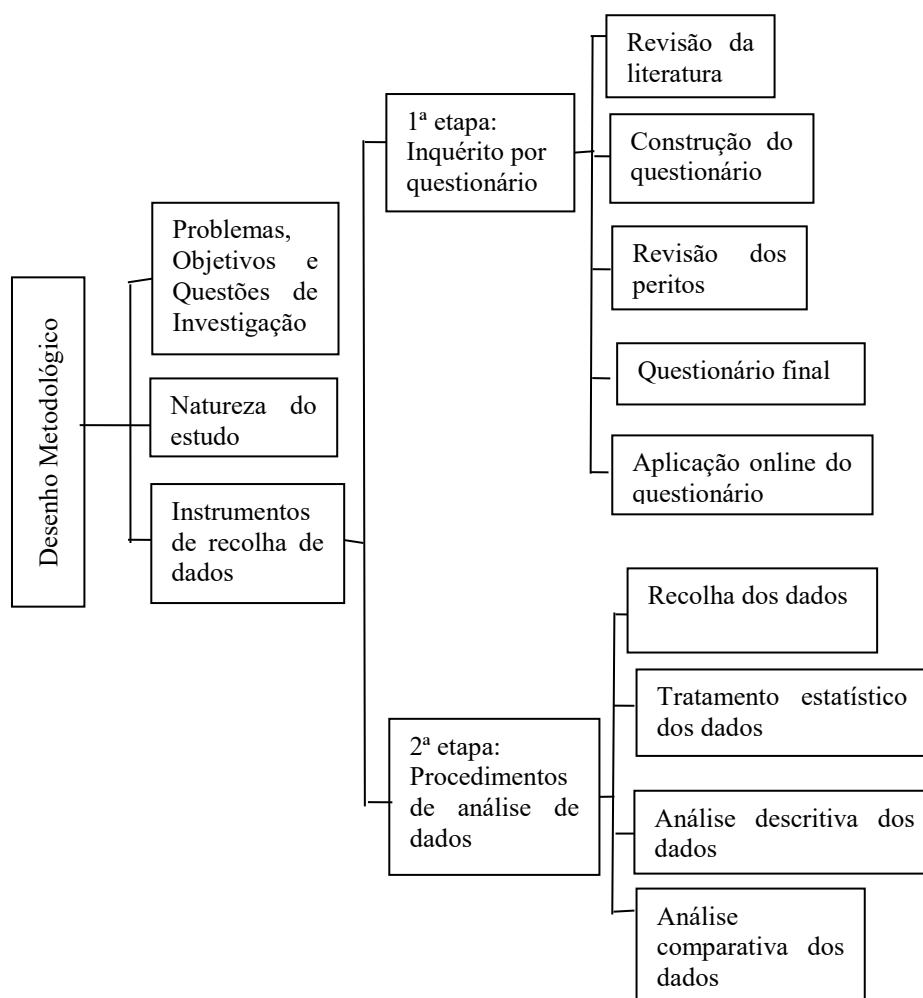 Desenho Metodológico
Problemas,
Objetivos e
Questões de
Investigação
Natureza do
estudo
Instrumentos
de recolha de
dados
1ª etapa:
Inquérito por
questionário
Revisão da
literatura
Construção do
questionário
Revisão dos
peritos
Questionário final
Aplicação online do
questionário
2ª etapa:
Procedimentos
de análise de
dados
Recolha dos dados
Tratamento estatístico
dos dados
Análise descritiva dos
dados
Análise
comparativa dos
dados